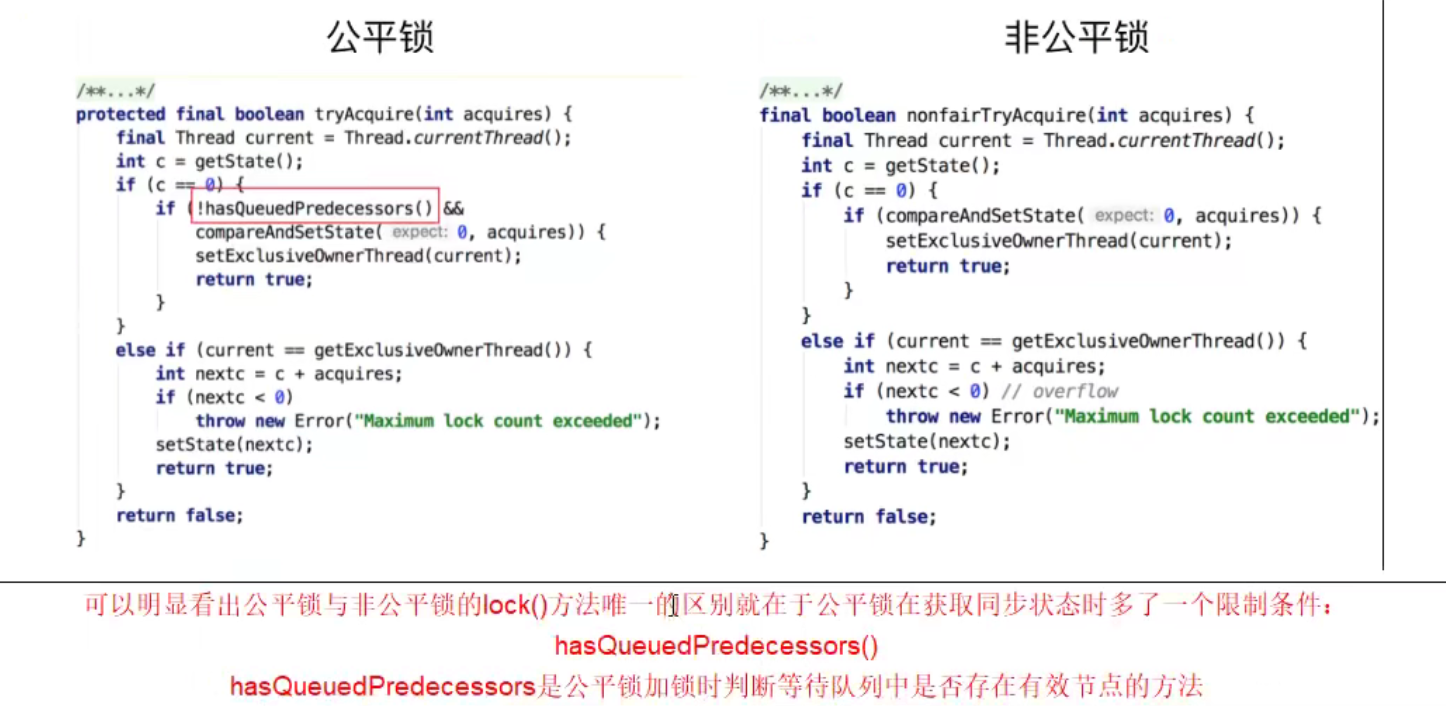 公平锁
/**...*/
protected final boolean tryAcquire(int acquires) {
    final Thread current = Thread.currentThread();
    int c = getState();
    if (c == 0) {
        if (!hasQueuedPredecessors() &&
            compareAndSetState( expect: 0, acquires)) {
            setExclusiveOwnerThread(current);
            return true;
        }
    }
    else if (current == getExclusiveOwnerThread()) {
        int nextc = c + acquires;
        if (nextc < 0)
            throw new Error("Maximum lock count exceeded");
        setState(nextc);
        return true;
    }
    return false;
}
非公平锁
/**...*/
final boolean nonfairTryAcquire(int acquires) {
    final Thread current = Thread.currentThread();
    int c = getState();
    if (c == 0) {
        if (compareAndSetState( expect: 0, acquires)) {
            setExclusiveOwnerThread(current);
            return true;
        }
    }
    else if (current == getExclusiveOwnerThread()) {
        int nextc = c + acquires;
        if (nextc < 0) // overflow
            throw new Error("Maximum lock count exceeded");
        setState(nextc);
        return true;
    }
    return false;
}
可以明显看出公平锁与非公平锁的lock()方法唯一的区别就在于公平锁在获取同步状态时多了一个限制条件：
hasQueuedPredecessors()
hasQueuedPredecessors是公平锁加锁时判断等待队列中是否存在有效节点的方法